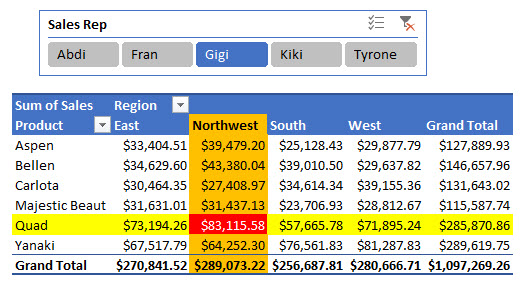 Sales Rep
Abdi Fran Gigi Kiki Tyrone
Sum of Sales Region
Product East Northwest South West Grand Total
Aspen $33,404.51 $39,479.20 $25,128.43 $29,877.79 $127,889.93
Bellen $34,629.60 $43,380.04 $39,010.50 $29,637.82 $146,657.96
Carlota $30,464.35 $27,408.97 $34,614.34 $39,155.36 $131,643.02
Majestic Beaut $31,631.01 $31,437.13 $23,706.93 $28,812.67 $115,587.74
Quad $73,194.26 $83,115.58 $57,665.78 $71,895.24 $285,870.86
Yanaki $67,517.79 $64,252.30 $76,561.83 $81,287.83 $289,619.75
Grand Total $270,841.52 $289,073.22 $256,687.81 $280,666.71 $1,097,269.26